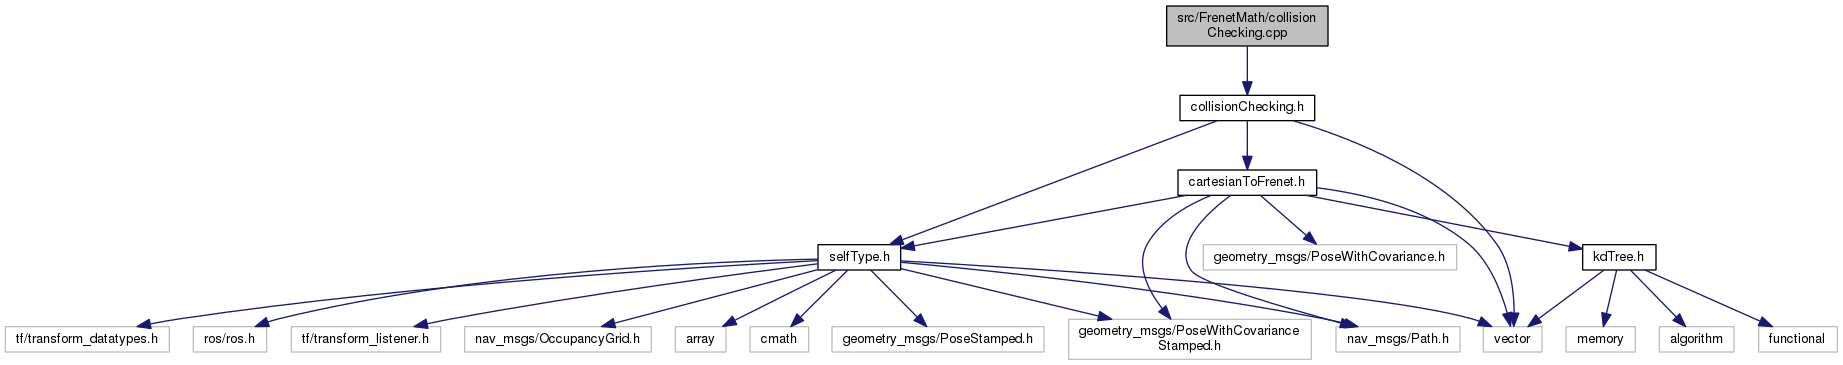 src/FrenetMath/collision
Checking.cpp
collisionChecking.h
cartesianToFrenet.h
selfType.h
geometry_msgs/PoseWithCovariance.h
kdTree.h
tf/transform_datatypes.h
ros/ros.h
tf/transform_listener.h
nav_msgs/OccupancyGrid.h
array
cmath
geometry_msgs/PoseStamped.h
geometry_msgs/PoseWithCovariance
Stamped.h
nav_msgs/Path.h
vector
memory
algorithm
functional